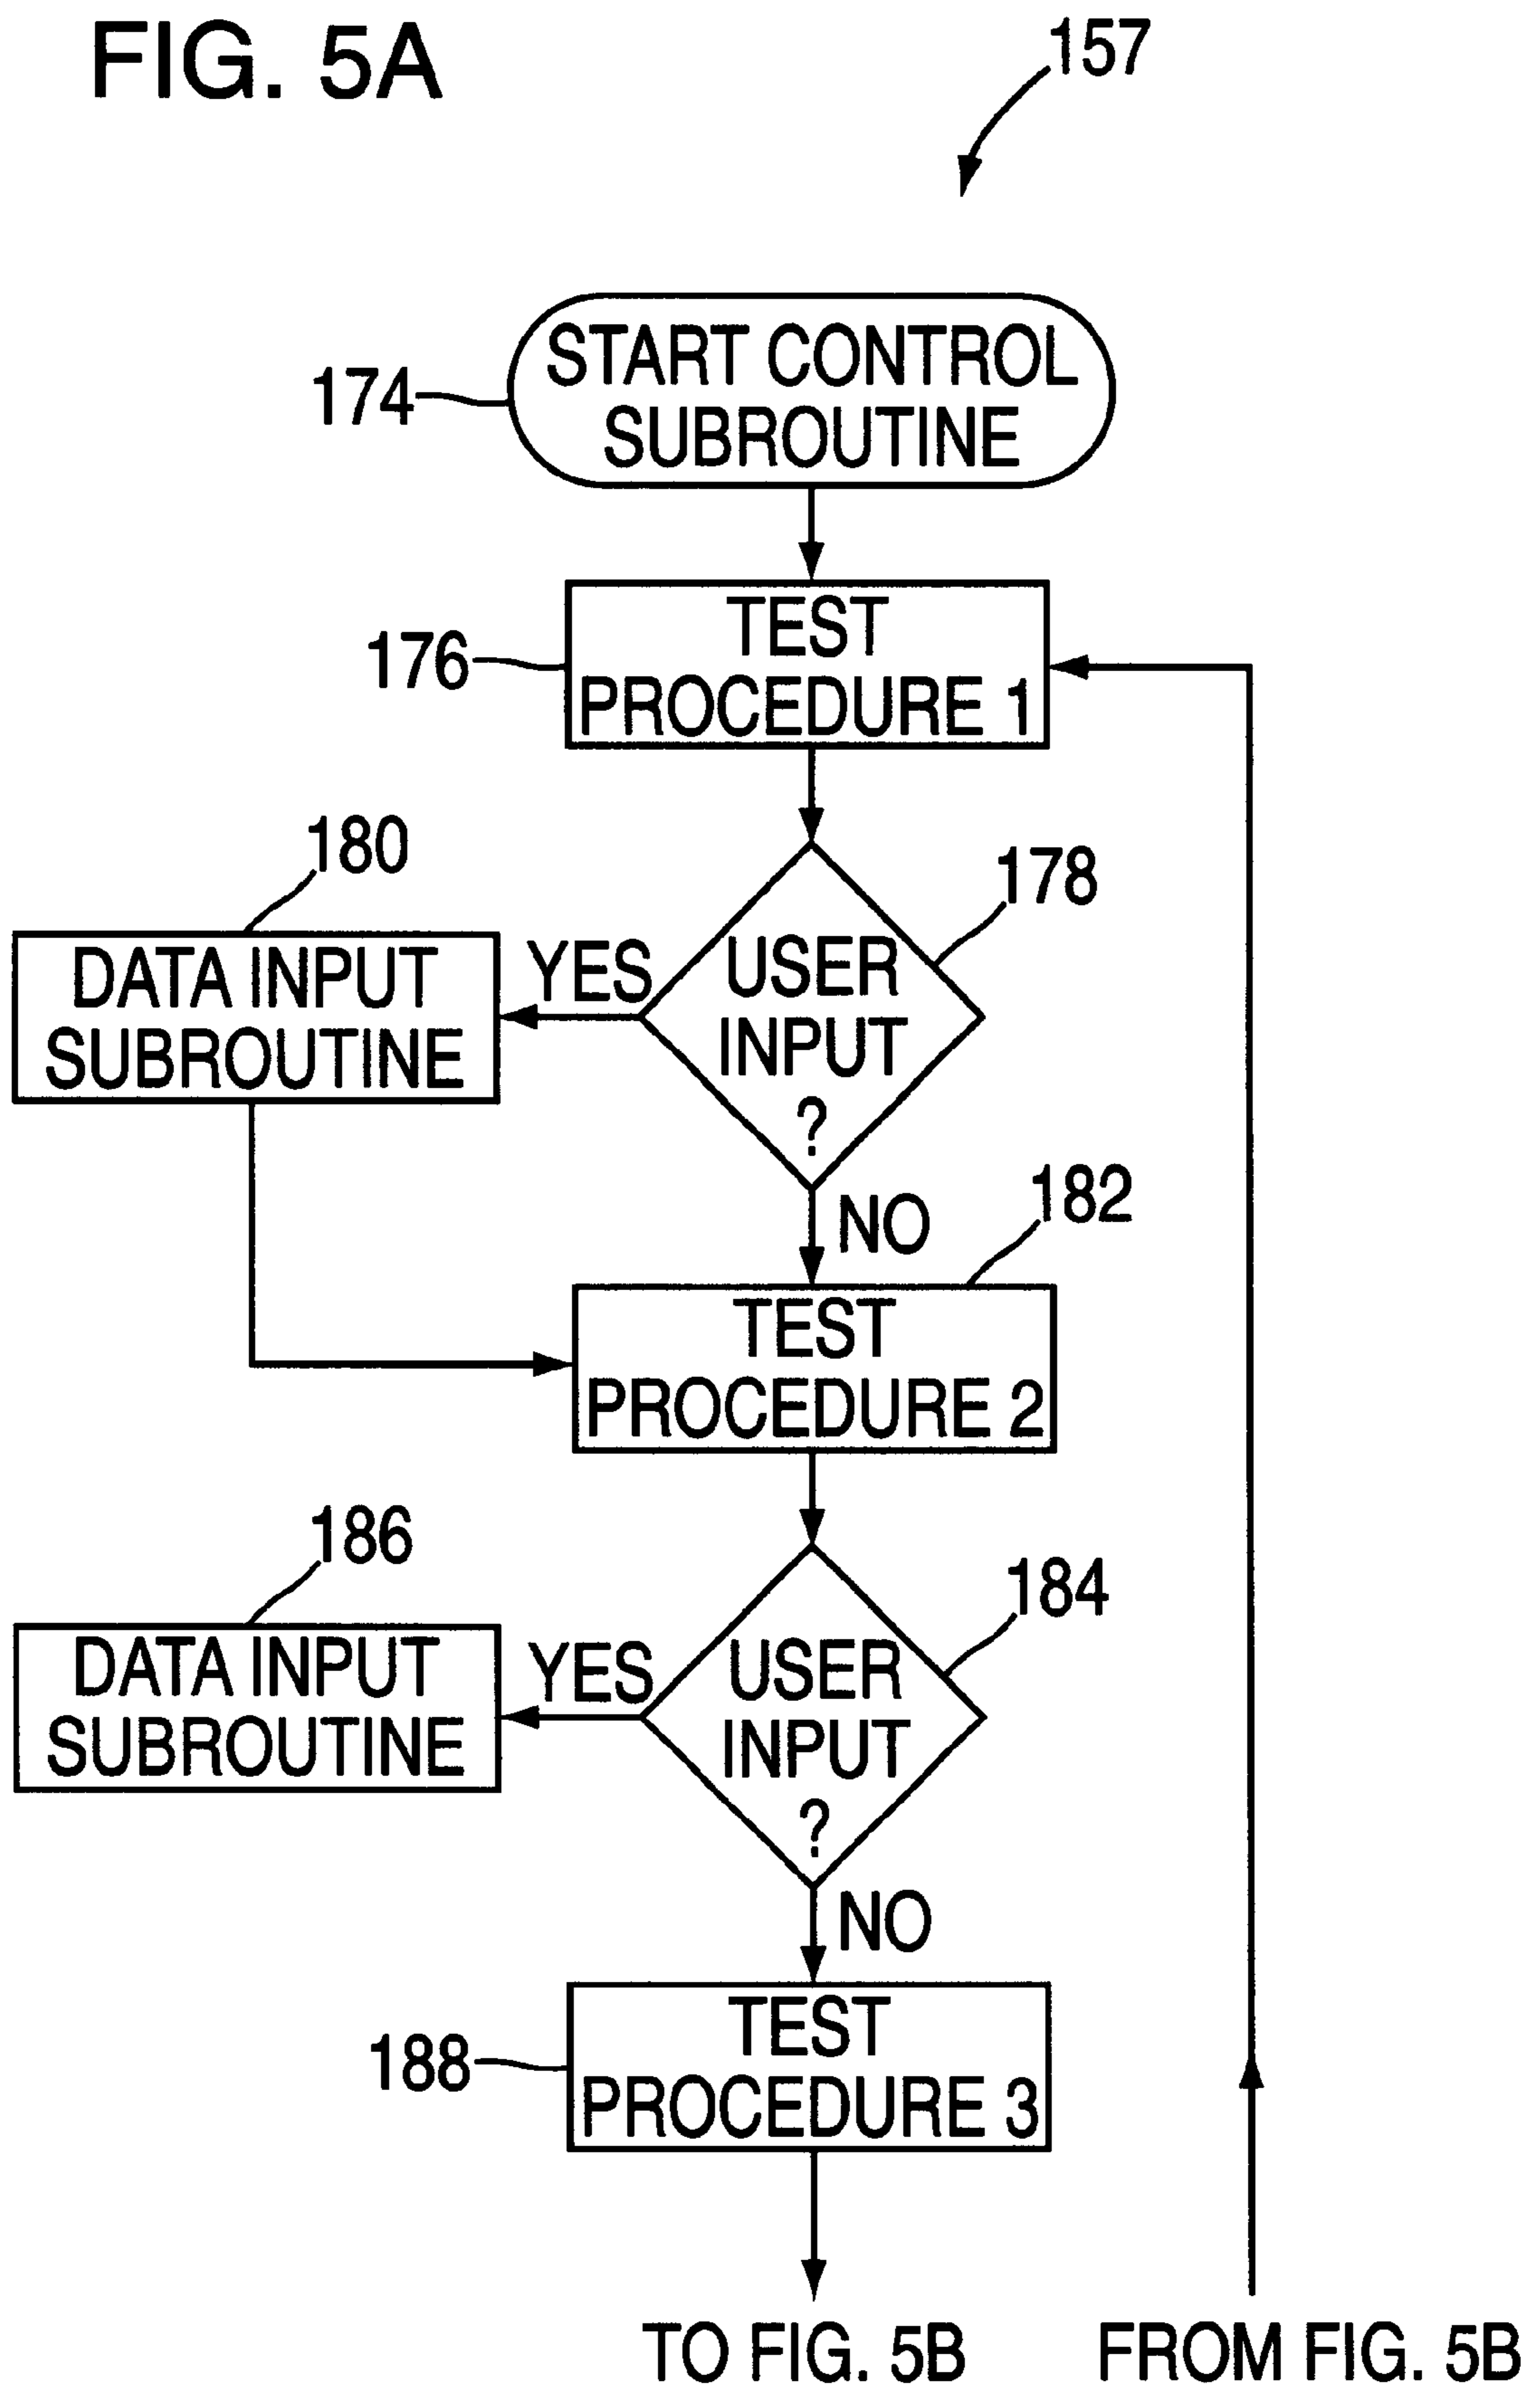 FIG. 5A
157
START CONTROL
SUBROUTINE
174
TEST
PROCEDURE 1
176
180
178
DATA INPUT
SUBROUTINE
YES
USER
INPUT
?
NO
182
TEST
PROCEDURE 2
186
184
DATA INPUT
SUBROUTINE
YES
USER
INPUT
?
NO
TEST
PROCEDURE 3
188
TO FIG. 5B
FROM FIG. 5B